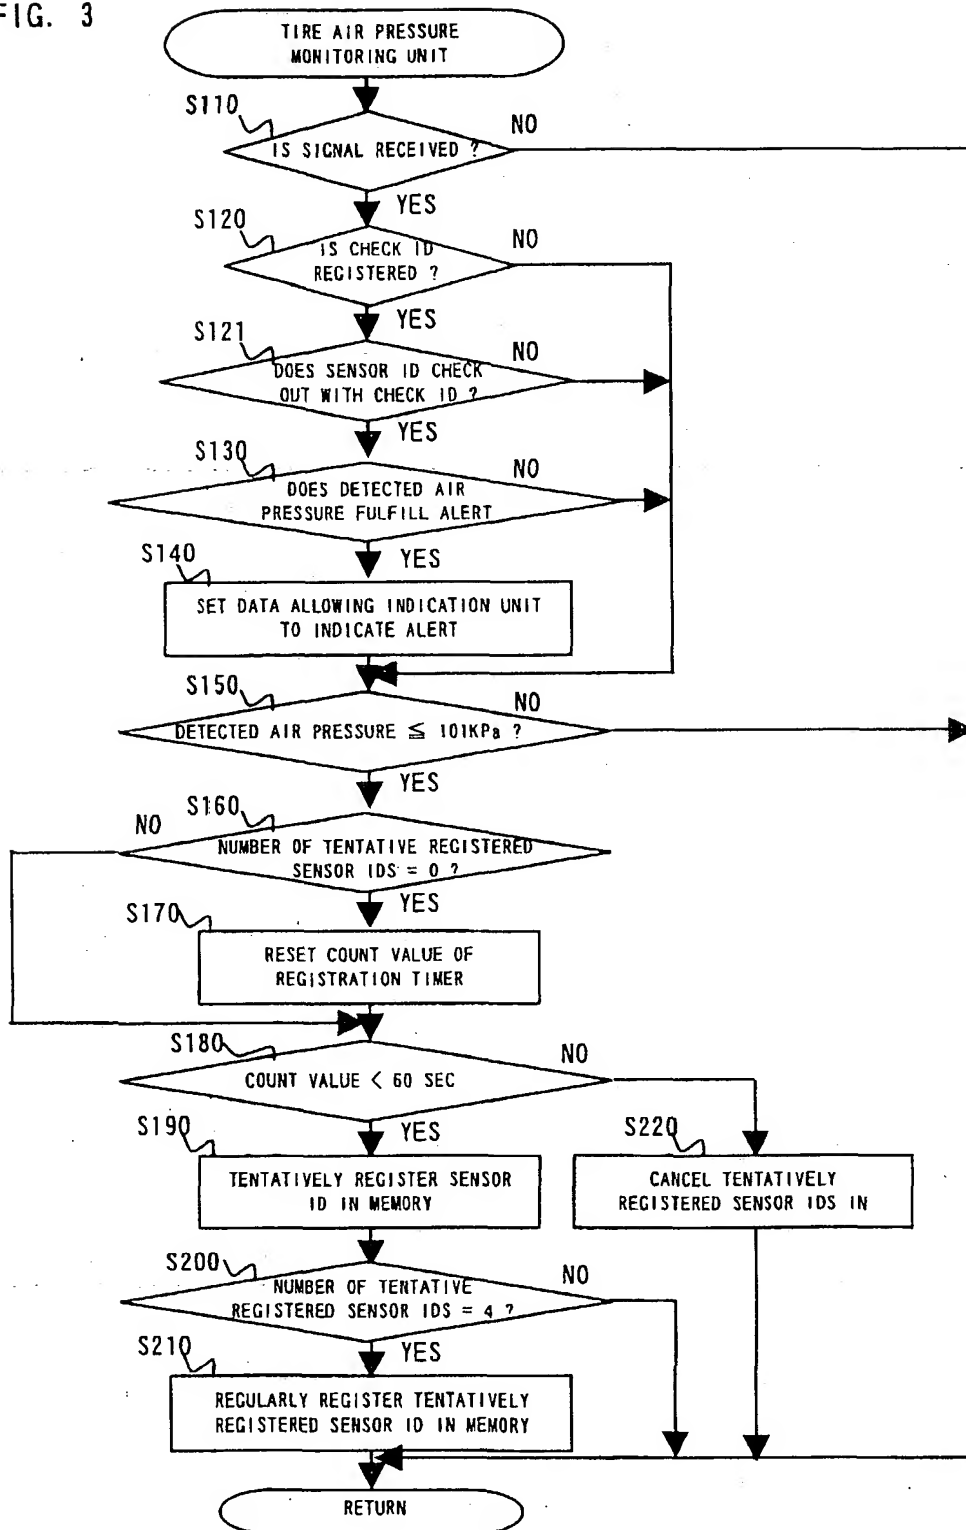 FIG. 3
TIRE AIR PRESSURE
MONITORING UNIT
S110
NO
IS SIGNAL RECEIVED ?
YES
S120
NO
IS CHECK ID
REGISTERED ?
YES
S121
NO
DOES SENSOR ID CHECK
OUT WITH CHECK ID ?
YES
S130
NO
DOES DETECTED AIR
PRESSURE FULFILL ALERT
YES
S140
SET DATA ALLOWING INDICATION UNIT
TO INDICATE ALERT
S150
NO
DETECTED AIR PRESSURE ≦ 101KPa ?
YES
S160
NO
NUMBER OF TENTATIVE REGISTERED
SENSOR IDS = 0 ?
YES
S170
RESET COUNT VALUE OF
REGISTRATION TIMER
S180
NO
COUNT VALUE < 60 SEC
YES
S190
S220
TENTATIVELY REGISTER SENSOR
ID IN MEMORY
CANCEL TENTATIVELY
REGISTERED SENSOR IDS IN
S200
NO
NUMBER OF TENTATIVE
REGISTERED SENSOR IDS = 4 ?
YES
S210
REGULARLY REGISTER TENTATIVELY
REGISTERED SENSOR ID IN MEMORY
RETURN